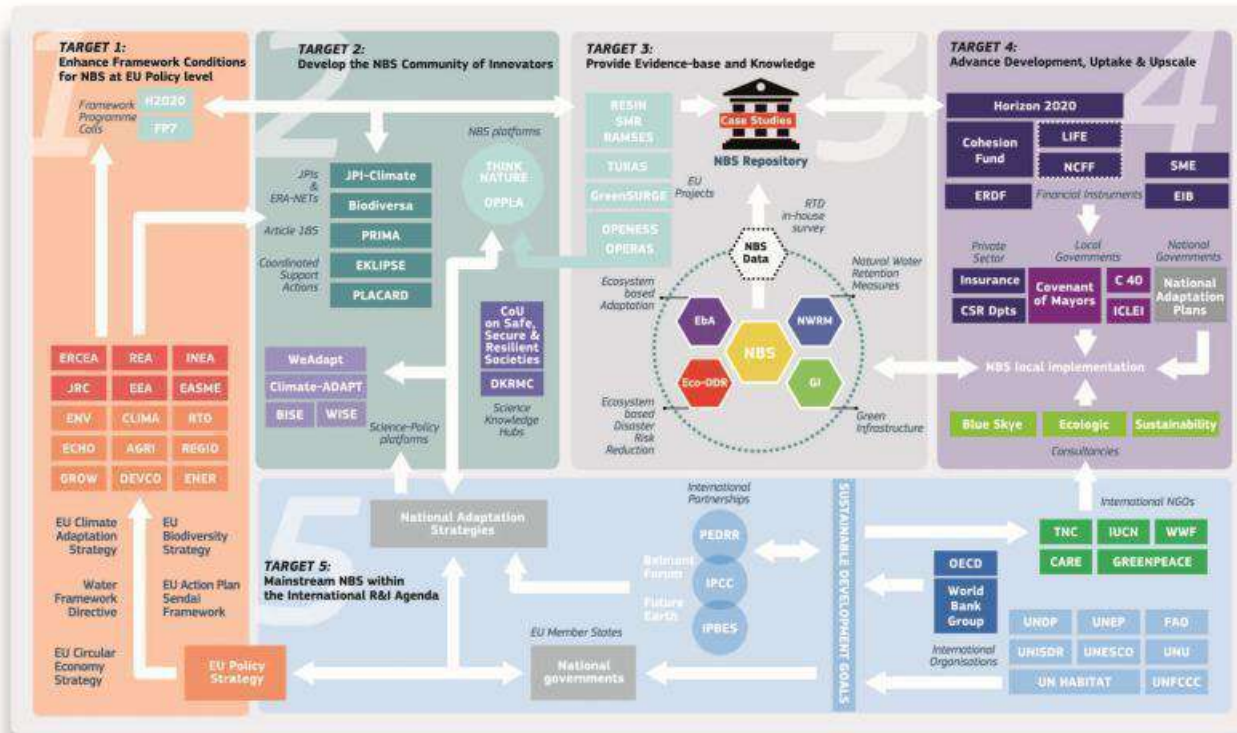 TARGET 1:
Enhance Framework Conditions
for NBS at EU Policy level
Framework
Programme
Calls
H2020
FP7
ERCEA
REA
INEA
JRC
EEA
EASME
ENV
CLIMA
RTD
ECHO
AGRI
REGIO
GROW
DEVCO
ENER
EU Climate
Adaptation
Strategy
EU
Biodiversity
Strategy
Water
Framework
Directive
EU Action Plan
Sendai
Framework
EU Circular
Economy
Strategy
EU Policy
Strategy
1
TARGET 2:
Develop the NBS Community of Innovators
2
NBS platforms
THINK
NATURE
OPPLA
JPIs
&
ERA-NETs
JPI-Climate
Biodiversa
Article 185
PRIMA
Coordinated
Support
Actions
EKLIPSE
PLACARD
CoU
on Safe,
Secure &
Resilient
Societies
DKRMC
Science
Knowledge
Hubs
WeAdapt
Climate-ADAPT
BISE
WISE
Science-Policy
platforms
TARGET 3:
Provide Evidence-base and Knowledge
3
RESIN
SMR
RAMSES
TURAS
GreenSURGE
OPENESS
OPERAS
EU
Projects
Case Studies
NBS Repository
RTD
in-house
survey
NBS
Data
Ecosystem
based
Adaptation
Natural Water
Retention
Measures
EbA
NWRM
NBS
Eco-DDR
GI
Ecosystem
based
Disaster
Risk
Reduction
Green
Infrastructure
TARGET 4:
Advance Development, Uptake & Upscale
4
Horizon 2020
Cohesion
Fund
LIFE
NCFF
SME
ERDF
Financial Instruments
EIB
Private
Sector
Local
Governments
National
Governments
Insurance
CSR Dpts
Covenant
of Mayors
C 40
ICLEI
National
Adaptation
Plans
NBS local implementation
Blue Skye
Ecologic
Sustainability
Consultancies
5
TARGET 5:
Mainstream NBS within
the International R&I Agenda
National Adaptation
Strategies
EU Member States
National
governments
International
Partnerships
PEDRR
Belmont
Forum
IPCC
Future
Earth
IPBES
SUSTAINABLE DEVELOPMENT GOALS
International NGOs
TNC
IUCN
WWF
CARE
GREENPEACE
OECD
World
Bank
Group
International
Organisations
UNDP
UNEP
FAO
UNISDR
UNESCO
UNU
UN HABITAT
UNFCCC